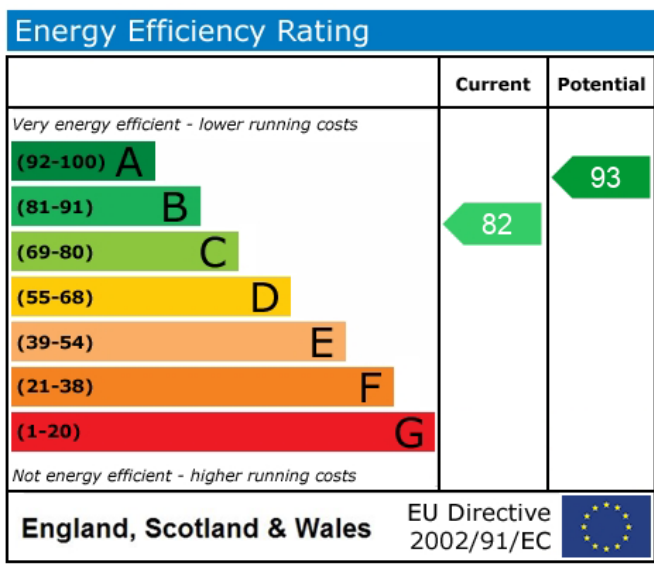 Energy Efficiency Rating
Current Potential
Very energy efficient - lower running costs
(92-100) A
93
(81-91) B
82
(69-80) C
(55-68) D
(39-54) E
(21-38) F
(1-20) G
Not energy efficient - higher running costs
England, Scotland & Wales
EU Directive
2002/91/EC